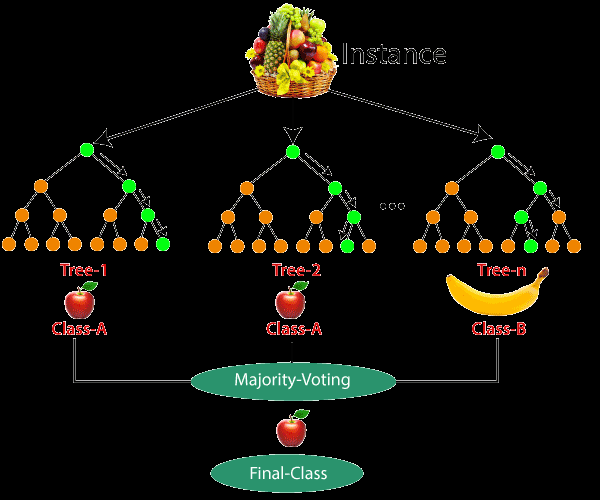 Instance
Tree-1
Tree-2
Tree-n
Class-A
Class-A
Class-B
Majority-Voting
Final-Class